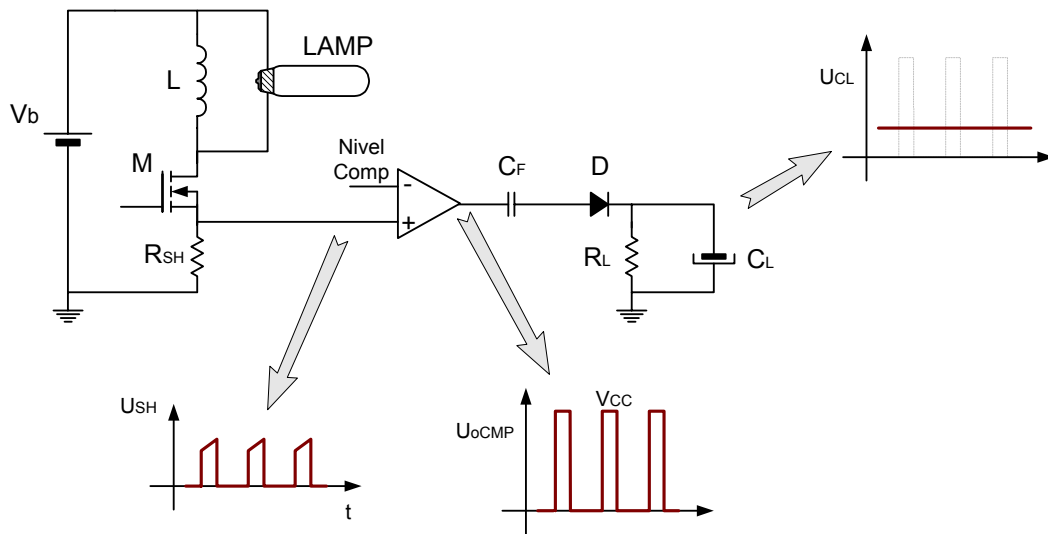 LAMP
L
Vb
M
RSH
Nivel
Comp
-
+
CF
D
RL
CL
UCL
USH
t
UoCMP
VCC